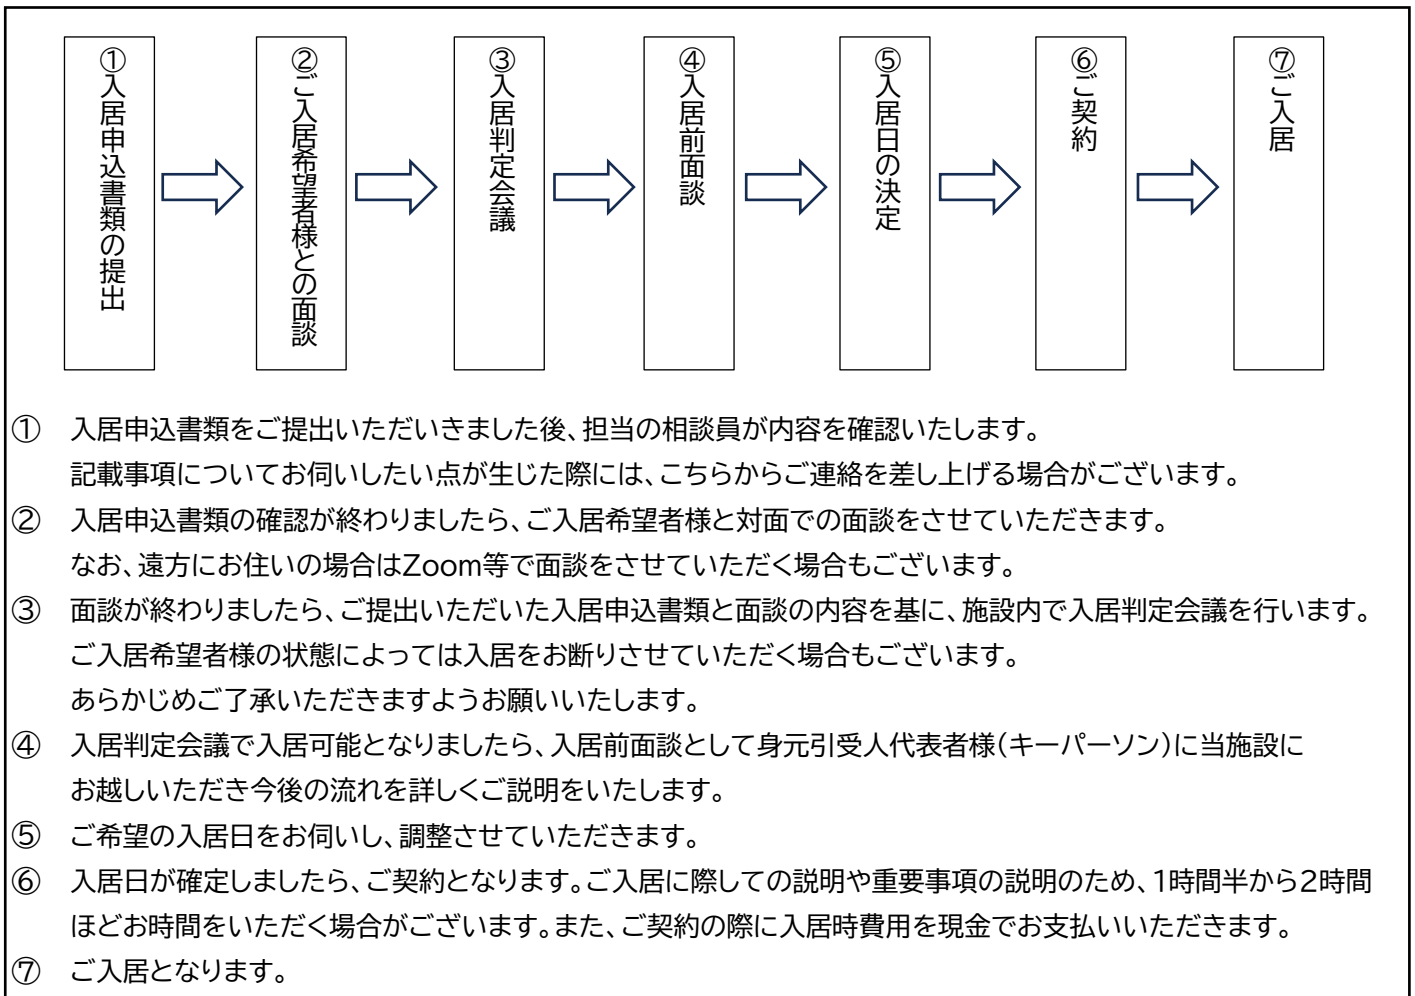 ①入居申込書類の提出
②ご入居希望者様との面談
③入居判定会議
④入居前面談
⑤入居日の決定
⑥ご契約
⑦ご入居
① 入居申込書類をご提出いただいきました後、担当の相談員が内容を確認いたします。
記載事項についてお伺いしたい点が生じた際には、こちらからご連絡を差し上げる場合がございます。
② 入居申込書類の確認が終わりましたら、ご入居希望者様と対面での面談をさせていただきます。
なお、遠方にお住いの場合はZoom等で面談をさせていただく場合もございます。
③ 面談が終わりましたら、ご提出いただいた入居申込書類と面談の内容を基に、施設内で入居判定会議を行います。
ご入居希望者様の状態によっては入居をお断りさせていただく場合もございます。
あらかじめご了承いただきますようお願いいたします。
④ 入居判定会議で入居可能となりましたら、入居前面談として身元引受人代表者様(キーパーソン)に当施設に
お越しいただき今後の流れを詳しくご説明をいたします。
⑤ ご希望の入居日をお伺いし、調整させていただきます。
⑥ 入居日が確定しましたら、ご契約となります。ご入居に際しての説明や重要事項の説明のため、1時間半から2時間
ほどお時間をいただく場合がございます。また、ご契約の際に入居時費用を現金でお支払いいただきます。
⑦ ご入居となります。